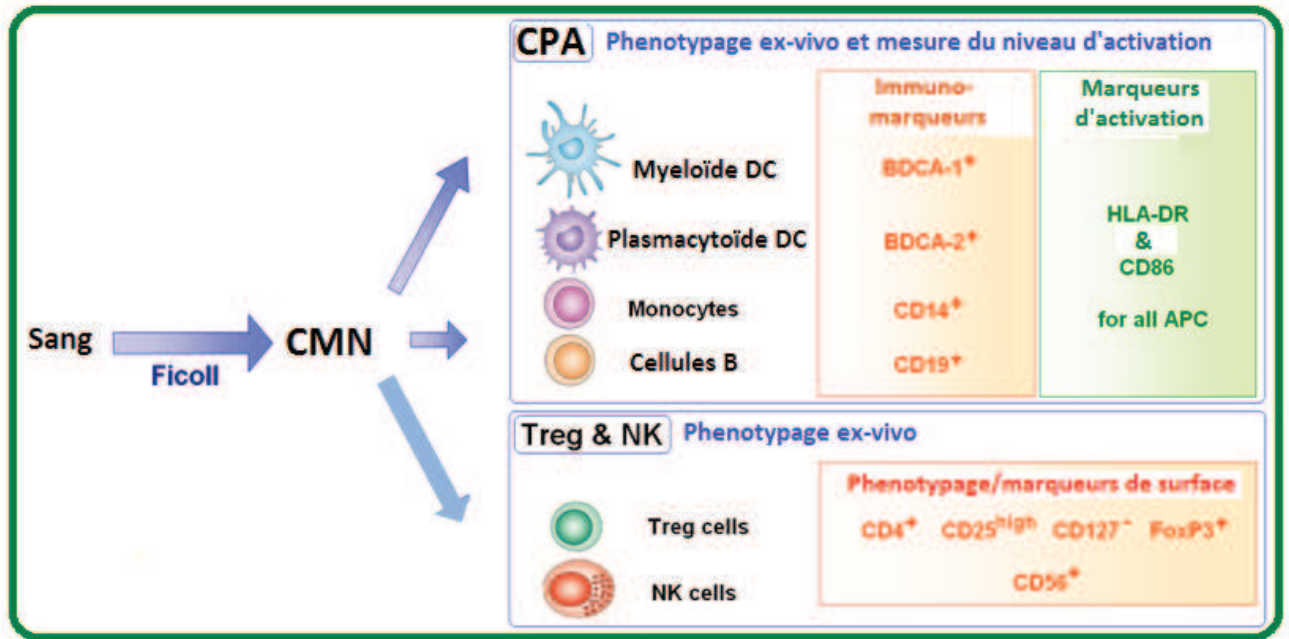 CPA Phenotypage ex-vivo et mesure du niveau d'activation
Immuno-
marqueurs
Marqueurs
d'activation
Myeloïde DC
BDCA-1⁺
Plasmacytoïde DC
BDCA-2⁺
HLA-DR
&
CD86
Monocytes
CD14⁺
for all APC
Cellules B
CD19⁺
Sang
Ficoll
CMN
Treg & NK Phenotypage ex-vivo
Phenotypage/marqueurs de surface
Treg cells
CD4⁺ CD25ʰⁱᵍʰ CD127⁻ FoxP3⁺
NK cells
CD56⁺